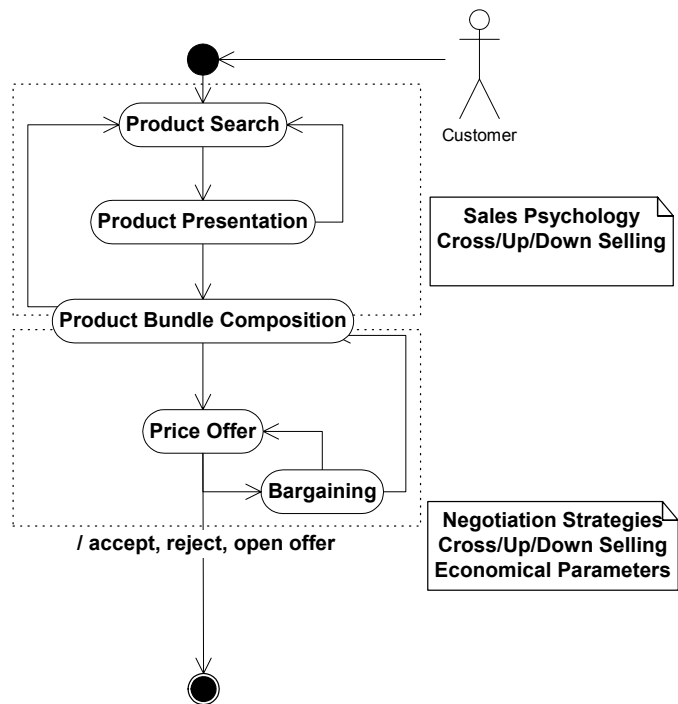 Customer
Product Search
Product Presentation
Sales Psychology
Cross/Up/Down Selling
Product Bundle Composition
Price Offer
Bargaining
Negotiation Strategies
Cross/Up/Down Selling
Economical Parameters
/ accept, reject, open offer